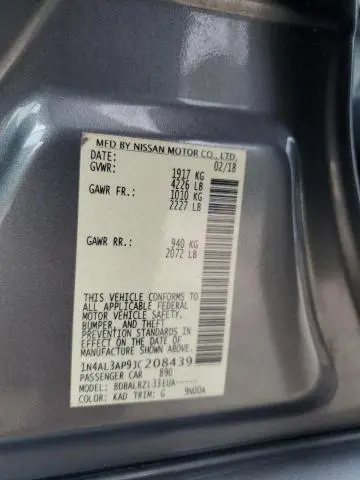 MFD BY NISSAN MOTOR CO., LTD.
DATE: 02/18
GVWR: 1917 KG
4226 LB
GAWR FR.: 1010 KG
2227 LB
GAWR RR.: 940 KG
2072 LB
THIS VEHICLE CONFORMS TO
ALL APPLICABLE FEDERAL
MOTOR VEHICLE SAFETY,
BUMPER, AND THEFT
PREVENTION STANDARDS IN
EFFECT ON THE DATE OF
MANUFACTURE SHOWN ABOVE.
1N4AL3AP9JC208439
PASSENGER CAR 890
MODEL: BDBALRZL33EUA-----
COLOR: KAD TRIM: G 9N00A